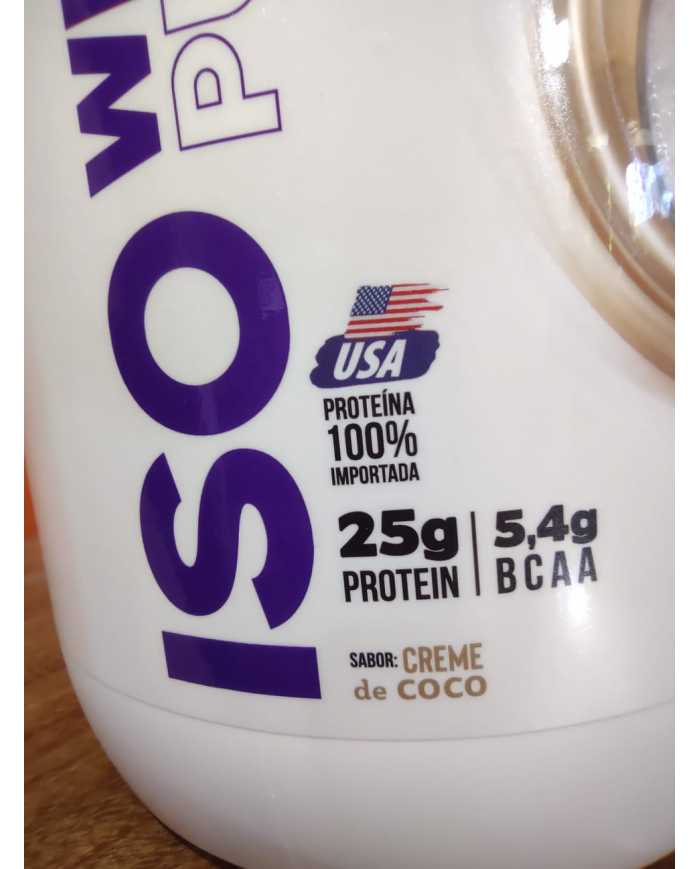 ISO
USA
PROTEÍNA
100%
IMPORTADA
25g
PROTEIN
5,4g
BCAA
SABOR: CREME
de COCO